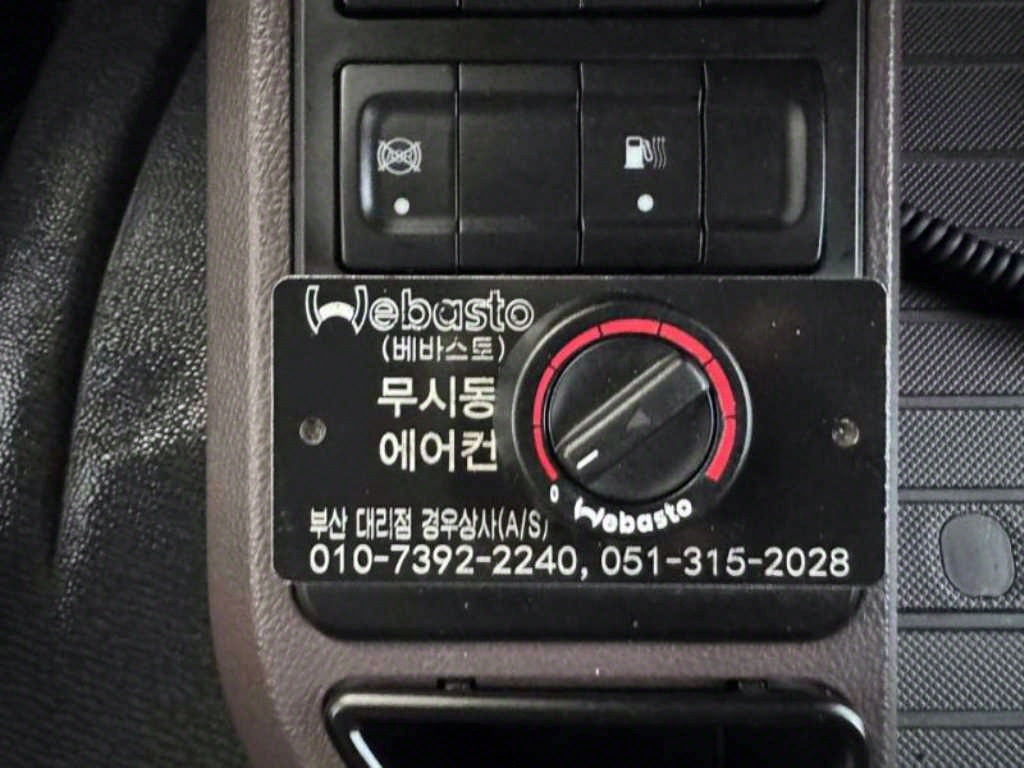 Webasto
(베바스토)
무시동
에어컨
0
Webasto
부산 대리점 경우상사(A/S)
010-7392-2240, 051-315-2028